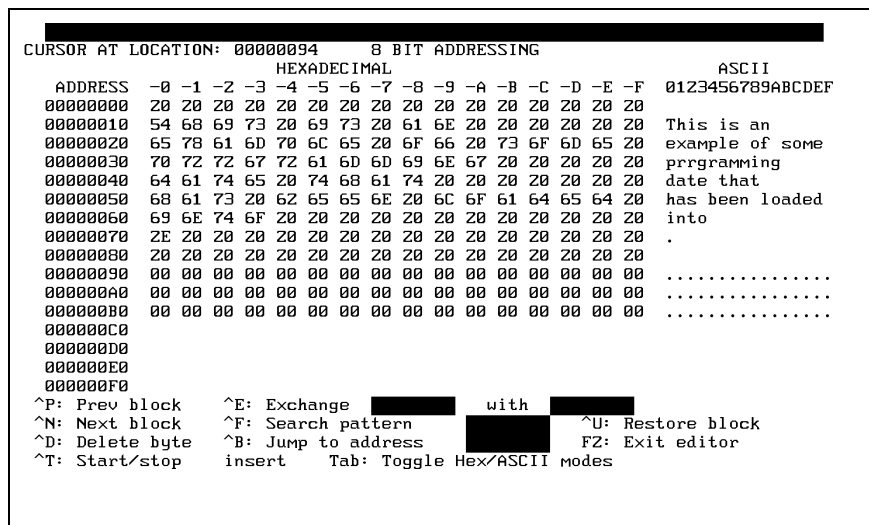 CURSOR AT LOCATION: 00000094 8 BIT ADDRESSING
HEXADECIMAL ASCII
ADDRESS -0 -1 -2 -3 -4 -5 -6 -7 -8 -9 -A -B -C -D -E -F 0123456789ABCDEF
00000000 20 20 20 20 20 20 20 20 20 20 20 20 20 20 20 20
00000010 54 68 69 73 20 69 73 20 61 6E 20 20 20 20 20 20 This is an
00000020 65 78 61 6D 70 6C 65 20 6F 66 20 73 6F 6D 65 20 example of some
00000030 70 72 72 67 72 61 6D 6D 69 6E 67 20 20 20 20 20 prrgramming
00000040 64 61 74 65 20 74 68 61 74 20 20 20 20 20 20 20 date that
00000050 68 61 73 20 62 65 65 6E 20 6C 6F 61 64 65 64 20 has been loaded
00000060 69 6E 74 6F 20 20 20 20 20 20 20 20 20 20 20 20 into
00000070 2E 20 20 20 20 20 20 20 20 20 20 20 20 20 20 20 .
00000080 20 20 20 20 20 20 20 20 20 20 20 20 20 20 20 20
00000090 00 00 00 00 00 00 00 00 00 00 00 00 00 00 00 00 ................
000000A0 00 00 00 00 00 00 00 00 00 00 00 00 00 00 00 00 ................
000000B0 00 00 00 00 00 00 00 00 00 00 00 00 00 00 00 00 ................
000000C0
000000D0
000000E0
000000F0
^P: Prev block ^E: Exchange with
^N: Next block ^F: Search pattern ^U: Restore block
^D: Delete byte ^B: Jump to address F2: Exit editor
^T: Start/stop insert Tab: Toggle Hex/ASCII modes